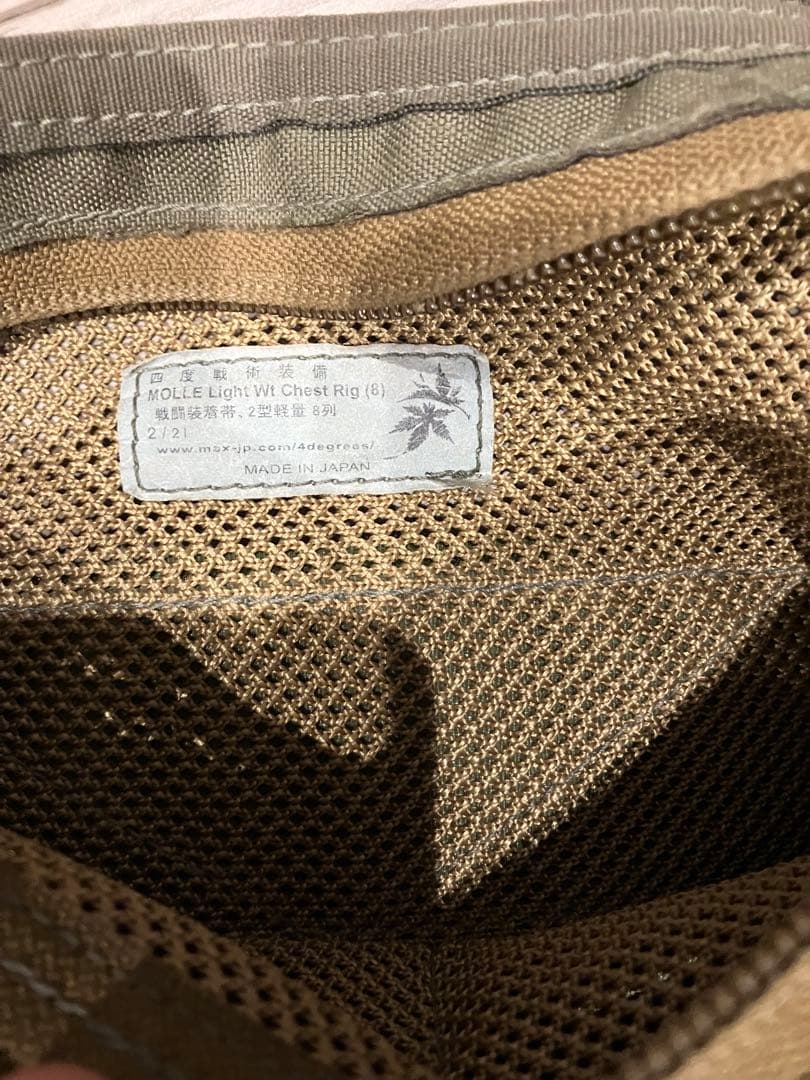 四度戦術装備
MOLLE Light Wt Chest Rig (8)
戦闘装着帯、2型軽量 8列
2 / 21
www.max-jp.com/4degrees/
MADE IN JAPAN